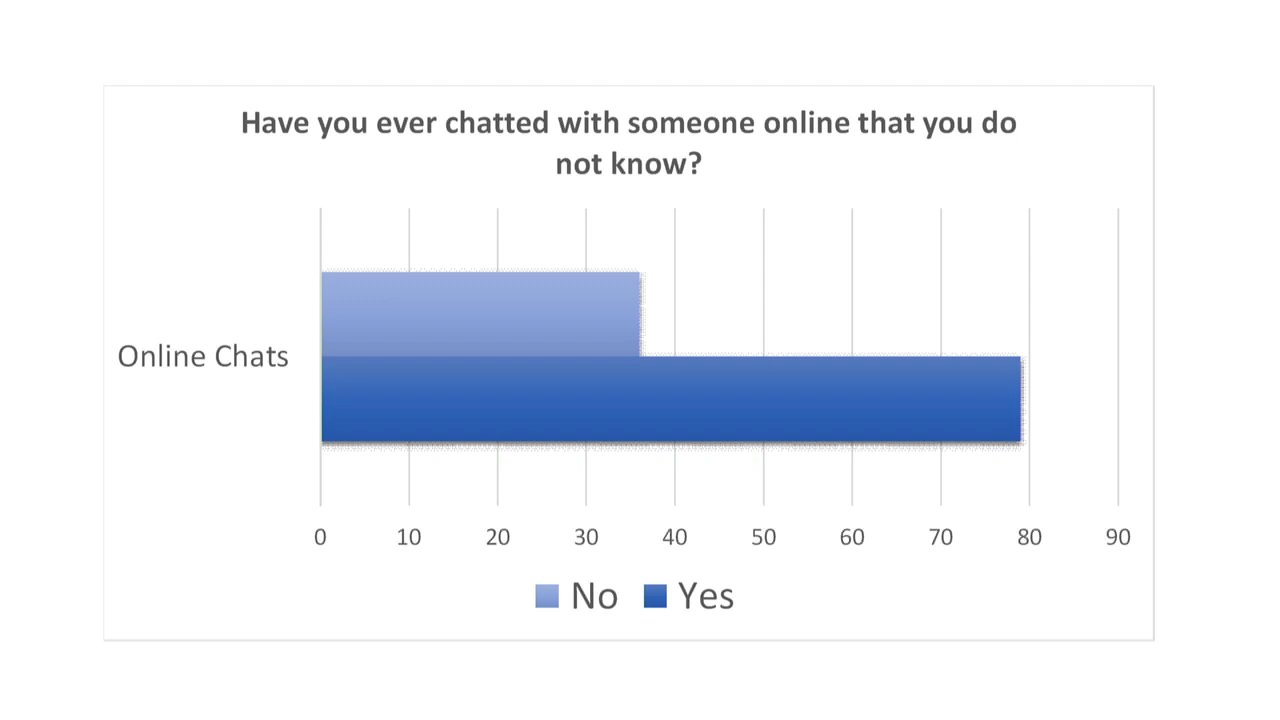 Have you ever chatted with someone online that you do
not know?
Online Chats
0 10 20 30 40 50 60 70 80 90
No Yes